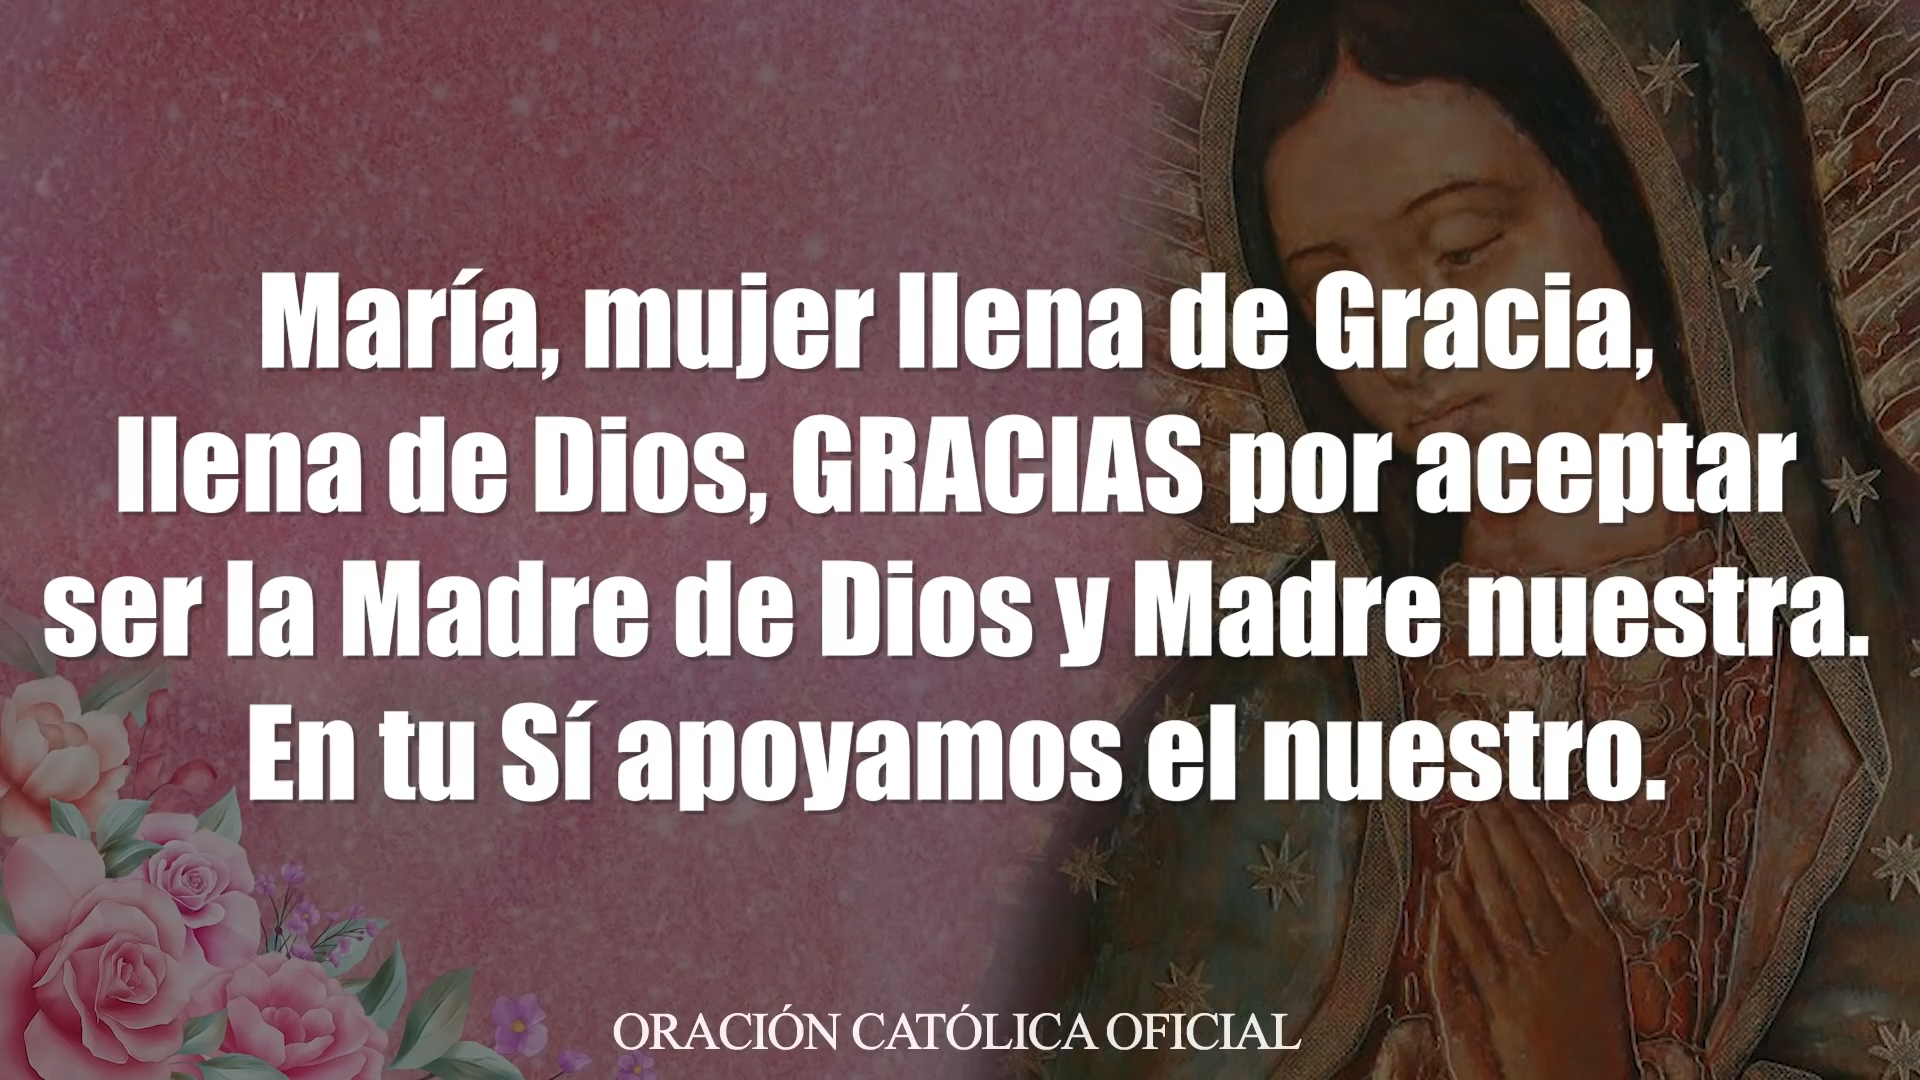 María, mujer llena de Gracia,
llena de Dios, GRACIAS por aceptar
ser la Madre de Dios y Madre nuestra.
En tu Sí apoyamos el nuestro.
ORACIÓN CATÓLICA OFICIAL